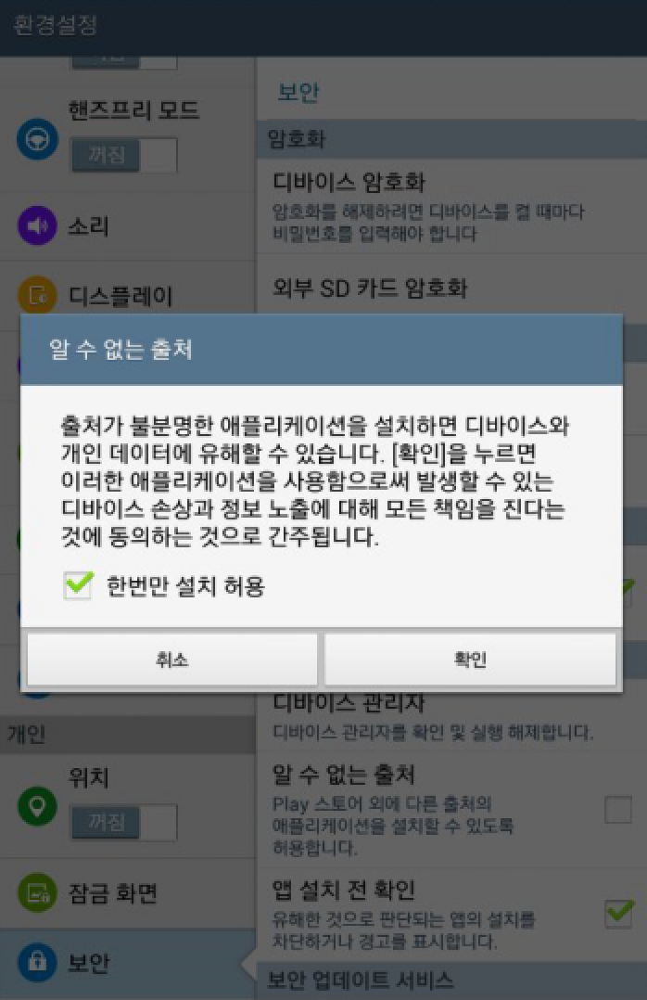 환경설정
핸즈프리 모드
꺼짐
소리
디스플레이
보안
암호화
디바이스 암호화
암호화를 해제하려면 디바이스를 켤 때마다
비밀번호를 입력해야 합니다
외부 SD 카드 암호화
알 수 없는 출처
출처가 불분명한 애플리케이션을 설치하면 디바이스와
개인 데이터에 유해할 수 있습니다. [확인]을 누르면
이러한 애플리케이션을 사용함으로써 발생할 수 있는
디바이스 손상과 정보 노출에 대해 모든 책임을 진다는
것에 동의하는 것으로 간주됩니다.
한번만 설치 허용
취소
확인
개인
위치
꺼짐
잠금 화면
보안
디바이스 관리자
디바이스 관리자를 확인 및 실행 해제합니다.
알 수 없는 출처
Play 스토어 외에 다른 출처의
애플리케이션을 설치할 수 있도록
허용합니다.
앱 설치 전 확인
유해한 것으로 판단되는 앱의 설치를
차단하거나 경고를 표시합니다.
보안 업데이트 서비스